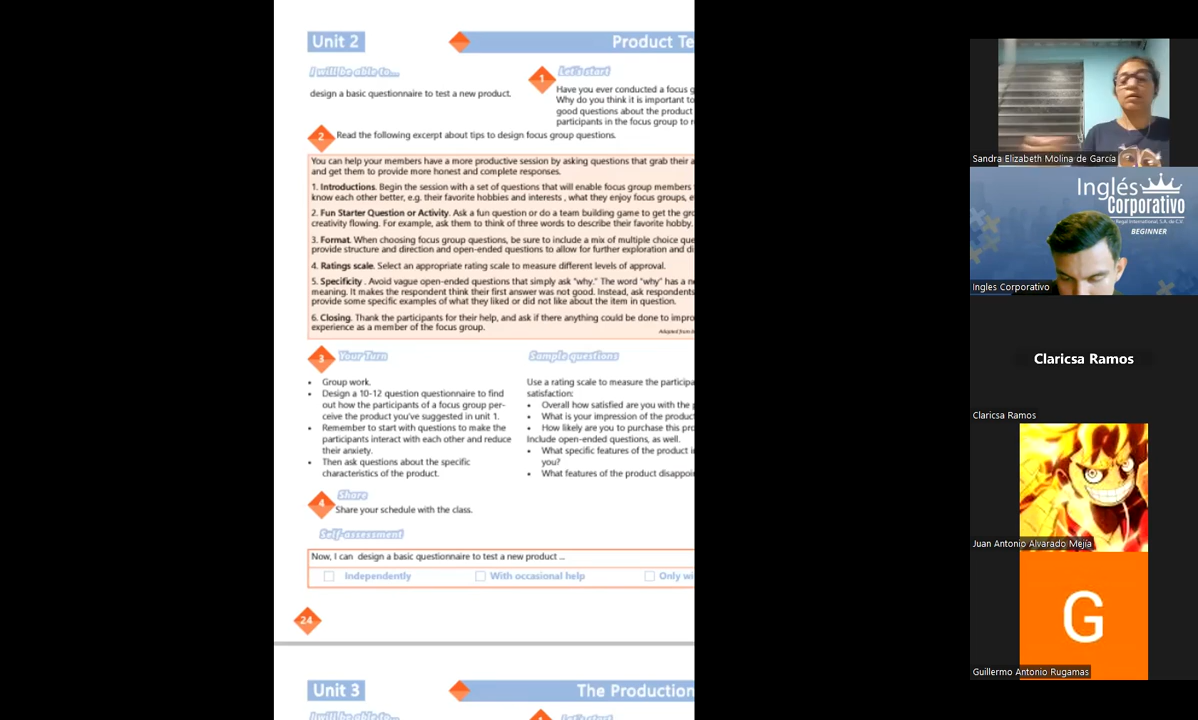 Unit 2
Product Te
I will be able to...
design a basic questionnaire to test a new product.
1
Let's start
Have you ever conducted a focus g
Why do you think it is important to
good questions about the product
participants in the focus group to r
2
Read the following excerpt about tips to design focus group questions.
You can help your members have a more productive session by asking questions that grab their a
and get them to provide more honest and complete responses.
1. Introductions. Begin the session with a set of questions that will enable focus group members
know each other better, e.g. their favorite hobbies and interests , what they enjoy focus groups, e
2. Fun Starter Question or Activity. Ask a fun question or do a team building game to get the gro
creativity flowing. For example, ask them to think of three words to describe their favorite hobby.
3. Format. When choosing focus group questions, be sure to include a mix of multiple choice que
provide structure and direction and open-ended questions to allow for further exploration and di
4. Ratings scale. Select an appropriate rating scale to measure different levels of approval.
5. Specificity . Avoid vague open-ended questions that simply ask "why." The word "why" has a ne
meaning. It makes the respondent think their first answer was not good. Instead, ask respondents
provide some specific examples of what they liked or did not like about the item in question.
6. Closing. Thank the participants for their help, and ask if there anything could be done to impro
experience as a member of the focus group.
Adapted from
3
Your Turn
• Group work.
• Design a 10-12 question questionnaire to find
out how the participants of a focus group per-
ceive the product you've suggested in unit 1.
• Remember to start with questions to make the
participants interact with each other and reduce
their anxiety.
• Then ask questions about the specific
characteristics of the product.
Sample questions
Use a rating scale to measure the participa
satisfaction:
• Overall how satisfied are you with the p
• What is your impression of the product
• How likely are you to purchase this pro
Include open-ended questions, as well.
• What specific features of the product i
you?
• What features of the product disappoi
4
Share
Share your schedule with the class.
Self-assessment
Now, I can design a basic questionnaire to test a new product ...
Independently
With occasional help
Only wi
24
Unit 3
The Production
I will be able to...
Let's start
Sandra Elizabeth Molina de García
Inglés
Corporativo
Regal International, S.A. de C.V.
BEGINNER
Ingles Corporativo
Claricsa Ramos
Claricsa Ramos
Juan Antonio Alvarado Mejía
G
Guillermo Antonio Rugamas